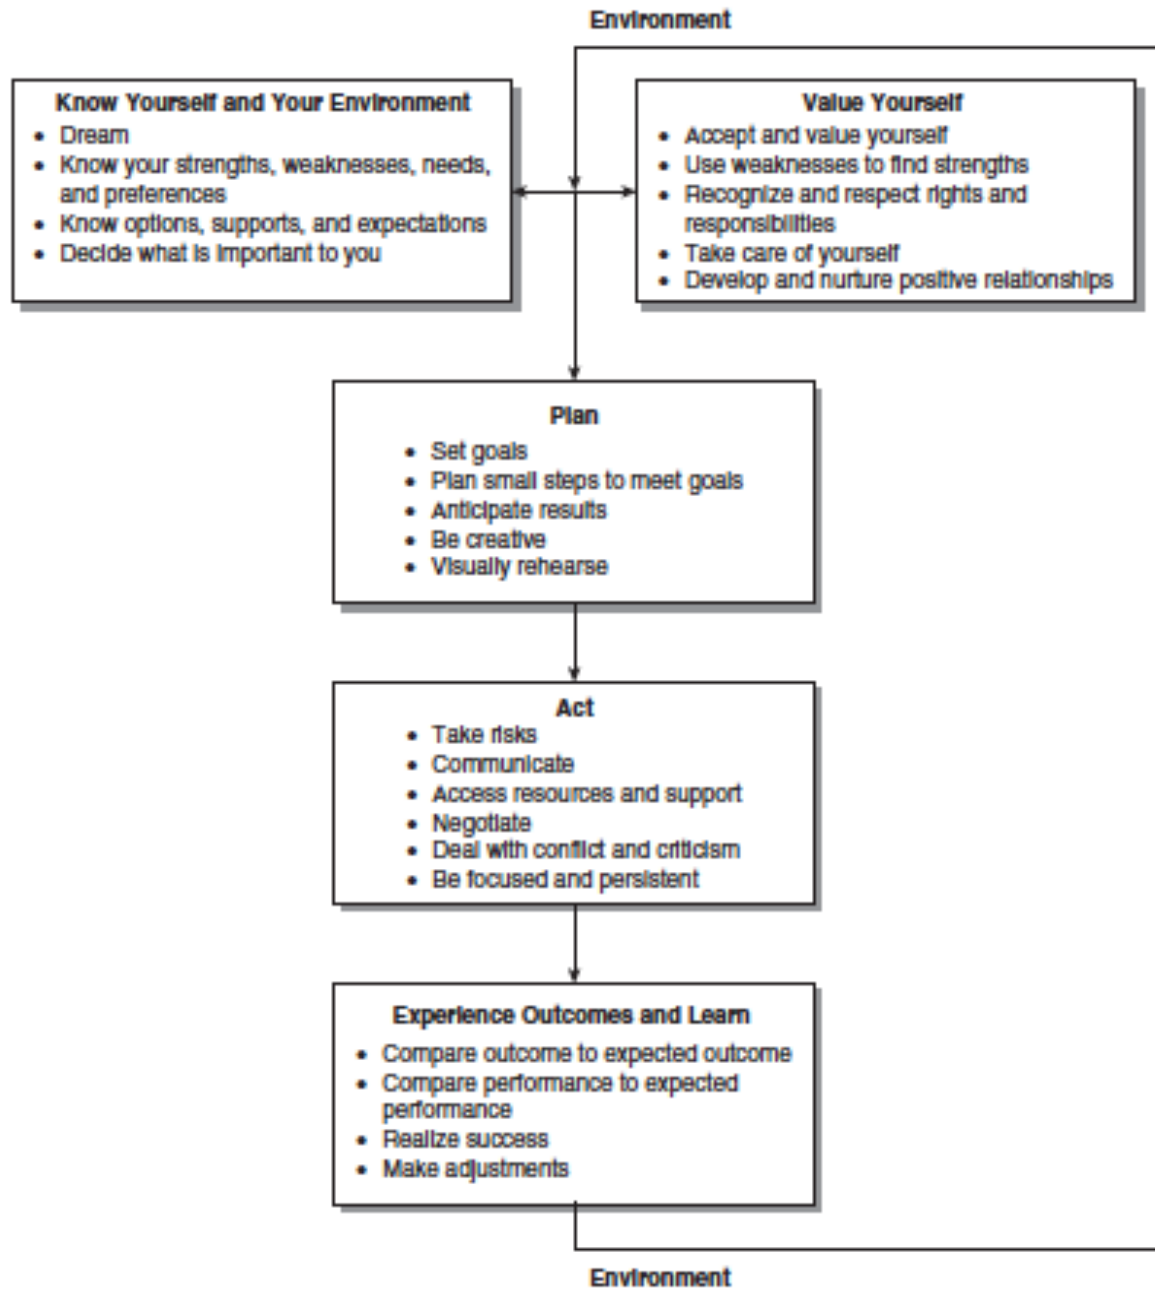 Environment
Know Yourself and Your Environment
• Dream
• Know your strengths, weaknesses, needs,
and preferences
• Know options, supports, and expectations
• Decide what is important to you
Value Yourself
• Accept and value yourself
• Use weaknesses to find strengths
• Recognize and respect rights and
responsibilities
• Take care of yourself
• Develop and nurture positive relationships
Plan
• Set goals
• Plan small steps to meet goals
• Anticipate results
• Be creative
• Visually rehearse
Act
• Take risks
• Communicate
• Access resources and support
• Negotiate
• Deal with conflict and criticism
• Be focused and persistent
Experience Outcomes and Learn
• Compare outcome to expected outcome
• Compare performance to expected
performance
• Realize success
• Make adjustments
Environment